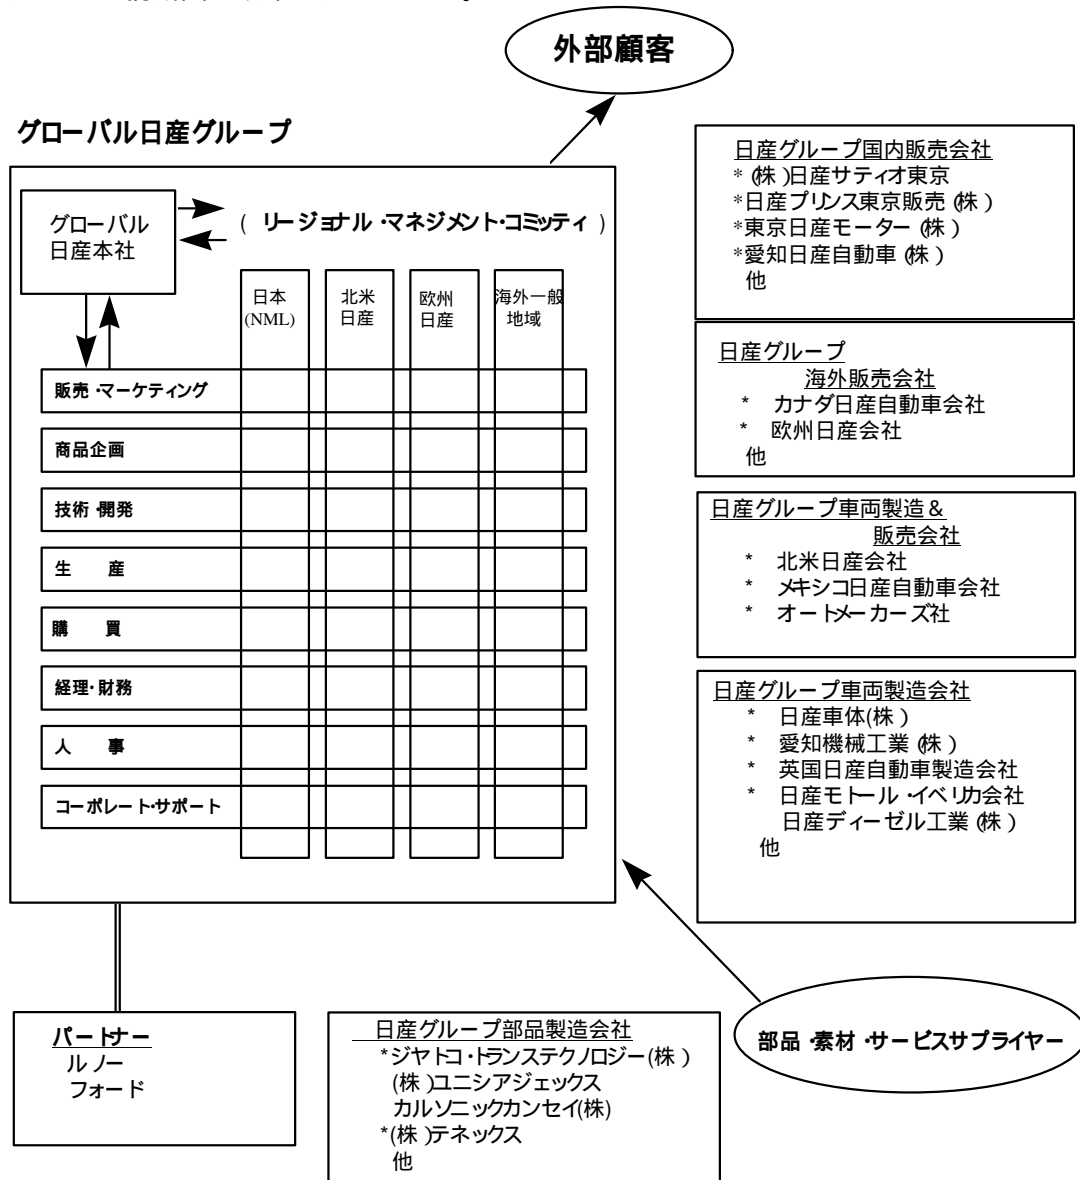 外部顧客
グローバル日産グループ
グローバル
日産本社
( リージョナル・マネジメント・コミッティ )
日本
(NML)
北米
日産
欧州
日産
海外一般
地域
販売・マーケティング
商品企画
技術・開発
生　産
購　買
経理・財務
人　事
コーポレート・サポート
日産グループ国内販売会社
* (株)日産サティオ東京
*日産プリンス東京販売(株)
*東京日産モーター(株)
*愛知日産自動車(株)
他
日産グループ
海外販売会社
* カナダ日産自動車会社
* 欧州日産会社
他
日産グループ車両製造&
販売会社
* 北米日産会社
* メキシコ日産自動車会社
* オートメーカーズ社
日産グループ車両製造会社
* 日産車体(株)
* 愛知機械工業(株)
* 英国日産自動車製造会社
* 日産モトール・イベリカ会社
日産ディーゼル工業(株)
他
パートナー
ルノー
フォード
日産グループ部品製造会社
*ジヤトコ・トランステクノロジー(株)
(株)ユニシアジェックス
カルソニックカンセイ(株)
*(株)テネックス
他
部品・素材・サービスサプライヤー